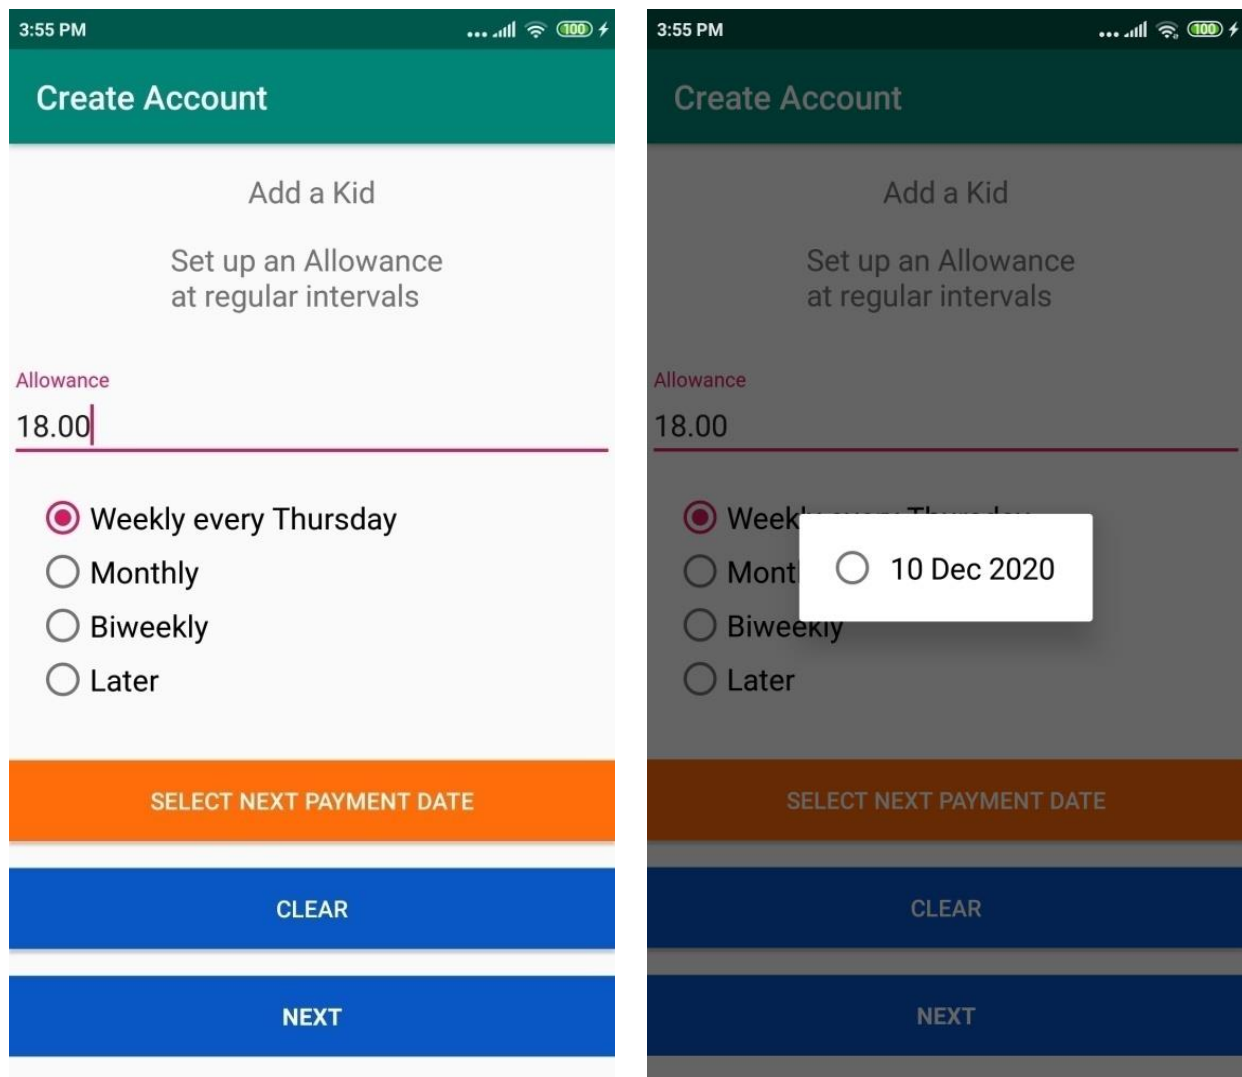 3:55 PM
100
Create Account
Add a Kid
Set up an Allowance
at regular intervals
Allowance
18.00
Weekly every Thursday
Monthly
Biweekly
Later
SELECT NEXT PAYMENT DATE
CLEAR
NEXT
3:55 PM
100
Create Account
Add a Kid
Set up an Allowance
at regular intervals
Allowance
18.00
10 Dec 2020
Biweekly
Later
SELECT NEXT PAYMENT DATE
CLEAR
NEXT